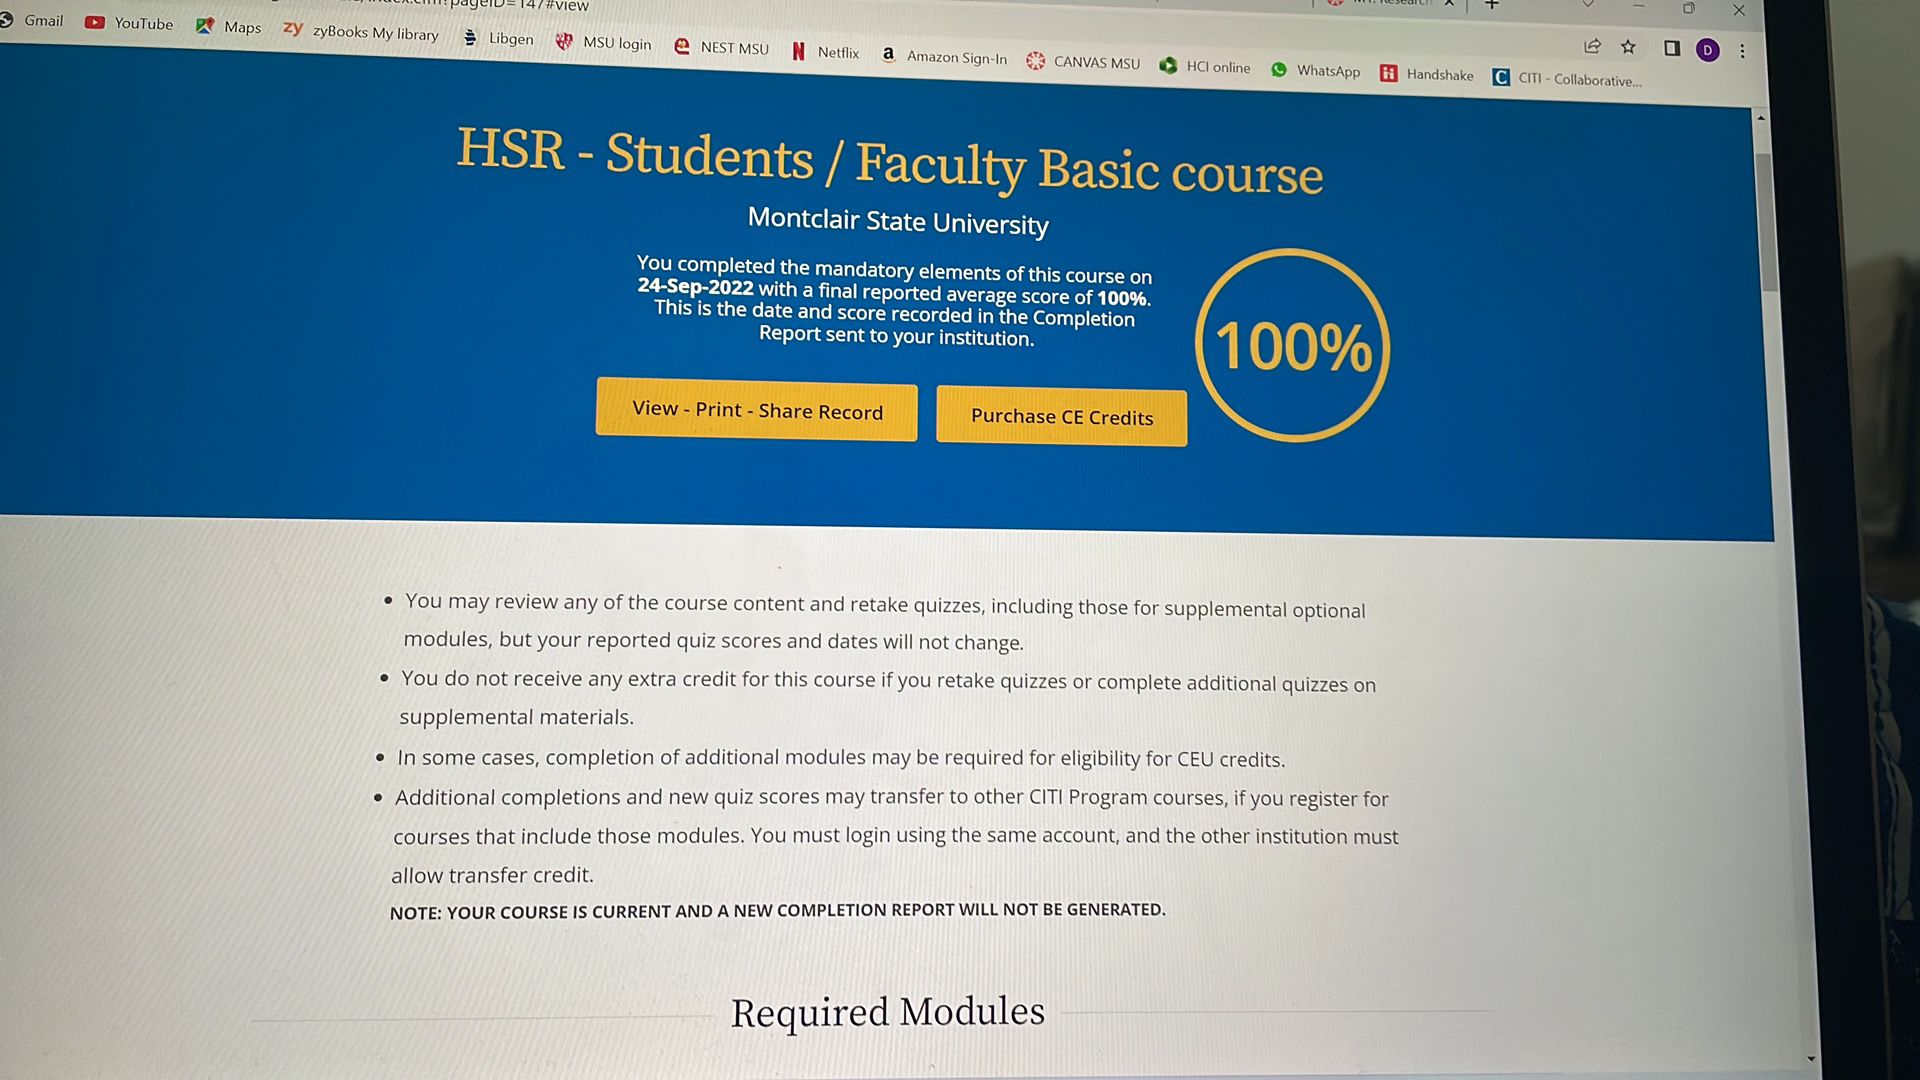 pageID=147#view
Gmail YouTube Maps zyBooks My library Libgen MSU login NEST MSU Netflix Amazon Sign-In CANVAS MSU HCI online WhatsApp Handshake CITI - Collaborative...
D
HSR - Students / Faculty Basic course
Montclair State University
You completed the mandatory elements of this course on
24-Sep-2022 with a final reported average score of 100%.
This is the date and score recorded in the Completion
Report sent to your institution.
100%
View - Print - Share Record
Purchase CE Credits
• You may review any of the course content and retake quizzes, including those for supplemental optional
modules, but your reported quiz scores and dates will not change.
• You do not receive any extra credit for this course if you retake quizzes or complete additional quizzes on
supplemental materials.
• In some cases, completion of additional modules may be required for eligibility for CEU credits.
• Additional completions and new quiz scores may transfer to other CITI Program courses, if you register for
courses that include those modules. You must login using the same account, and the other institution must
allow transfer credit.
NOTE: YOUR COURSE IS CURRENT AND A NEW COMPLETION REPORT WILL NOT BE GENERATED.
Required Modules